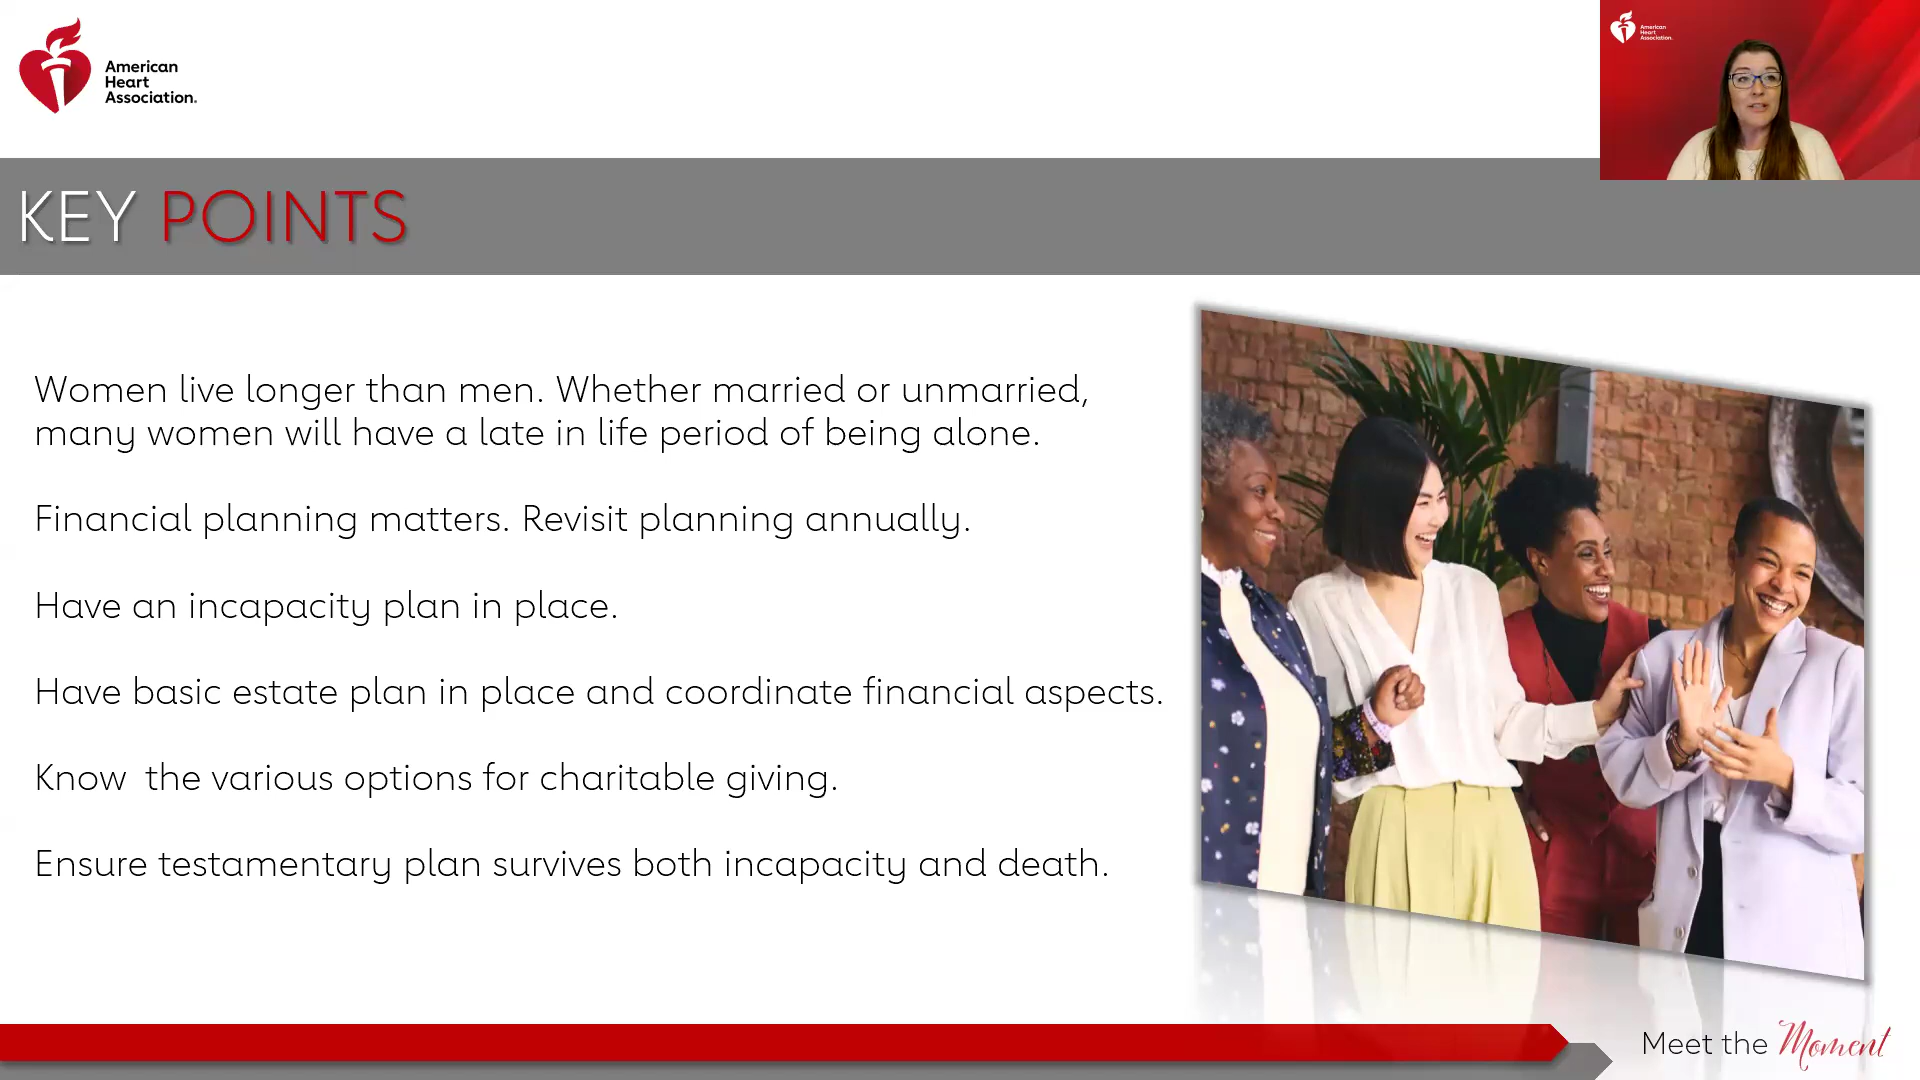 American
Heart
Association.
American
Heart
Association.
KEY POINTS
Women live longer than men. Whether married or unmarried,
many women will have a late in life period of being alone.
Financial planning matters. Revisit planning annually.
Have an incapacity plan in place.
Have basic estate plan in place and coordinate financial aspects.
Know the various options for charitable giving.
Ensure testamentary plan survives both incapacity and death.
Meet the Moment